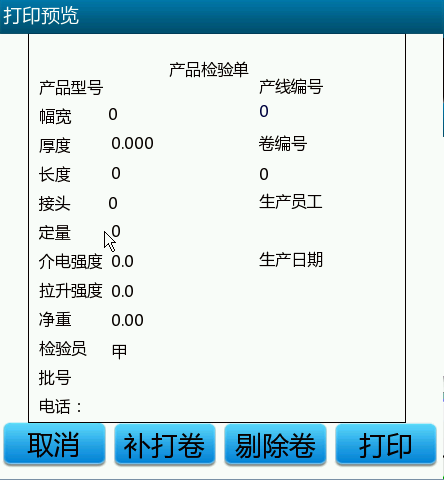 打印预览
产品检验单
产品型号 产线编号
幅宽 0 0
厚度 0.000 卷编号
长度 0 0
接头 0 生产员工
定量 0
介电强度 0.0 生产日期
拉升强度 0.0
净重 0.00
检验员 甲
批号
电话：
取消 补打卷 剔除卷 打印